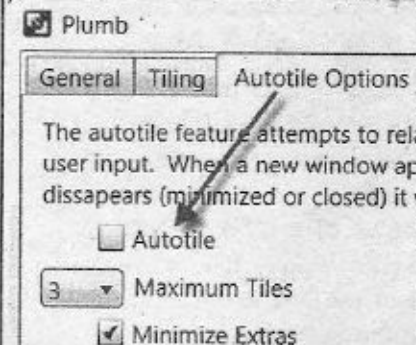 Plumb
General Tiling Autotile Options
The autotile feature attempts to rela
user input. When a new window ap
dissapears (minimized or closed) it
Autotile
3 Maximum Tiles
Minimize Extras